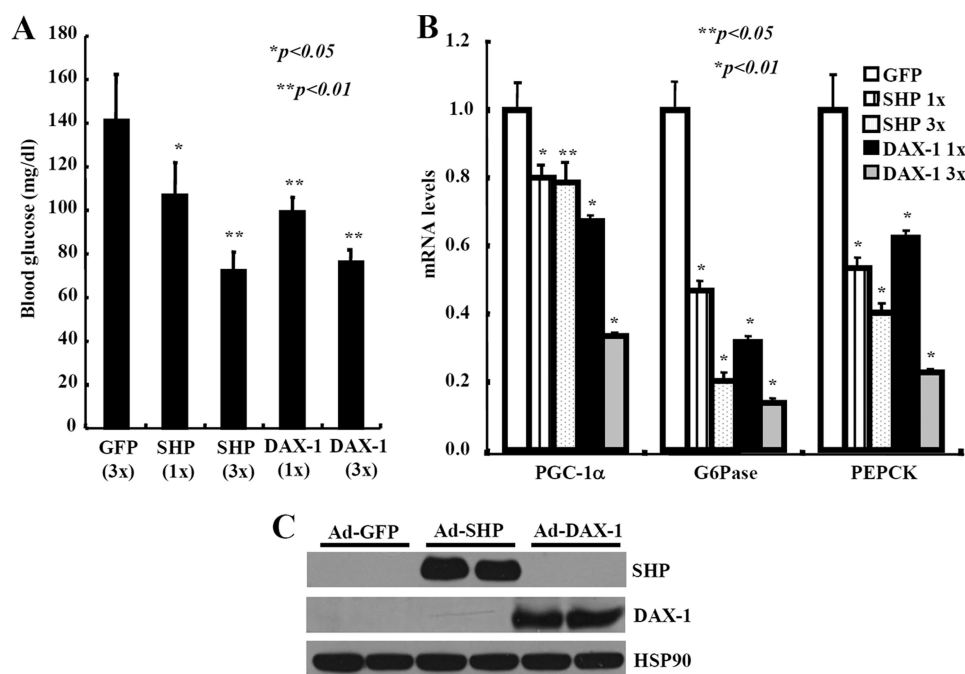 A
*p<0.05
**p<0.01
Blood glucose (mg/dl)
180
160
140
120
100
80
60
40
20
0
*
**
**
**
GFP SHP SHP DAX-1 DAX-1
(3x) (1x) (3x) (1x) (3x)
B
**p<0.05
*p<0.01
GFP
SHP 1x
SHP 3x
DAX-1 1x
DAX-1 3x
mRNA levels
1.2
1.0
0.8
0.6
0.4
0.2
0.0
* ** * *
* * * *
* * * *
PGC-1α G6Pase PEPCK
C
Ad-GFP Ad-SHP Ad-DAX-1
SHP
DAX-1
HSP90